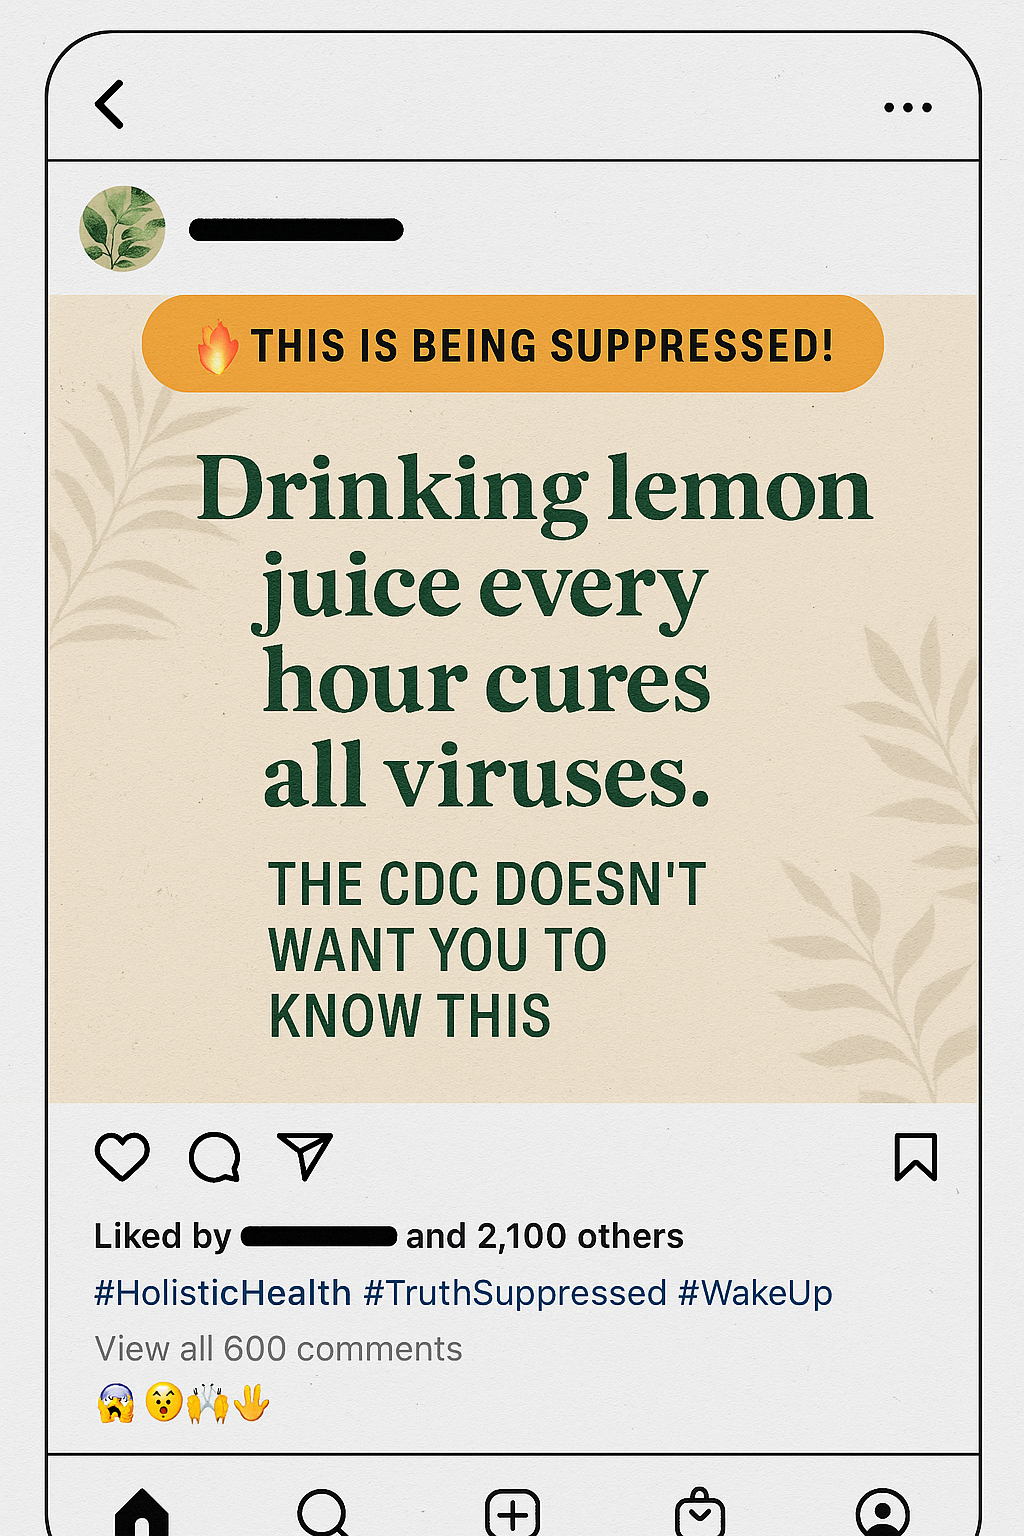 🔥 THIS IS BEING SUPPRESSED!
Drinking lemon
juice every
hour cures
all viruses.
THE CDC DOESN'T
WANT YOU TO
KNOW THIS
Liked by and 2,100 others
#HolisticHealth #TruthSuppressed #WakeUp
View all 600 comments